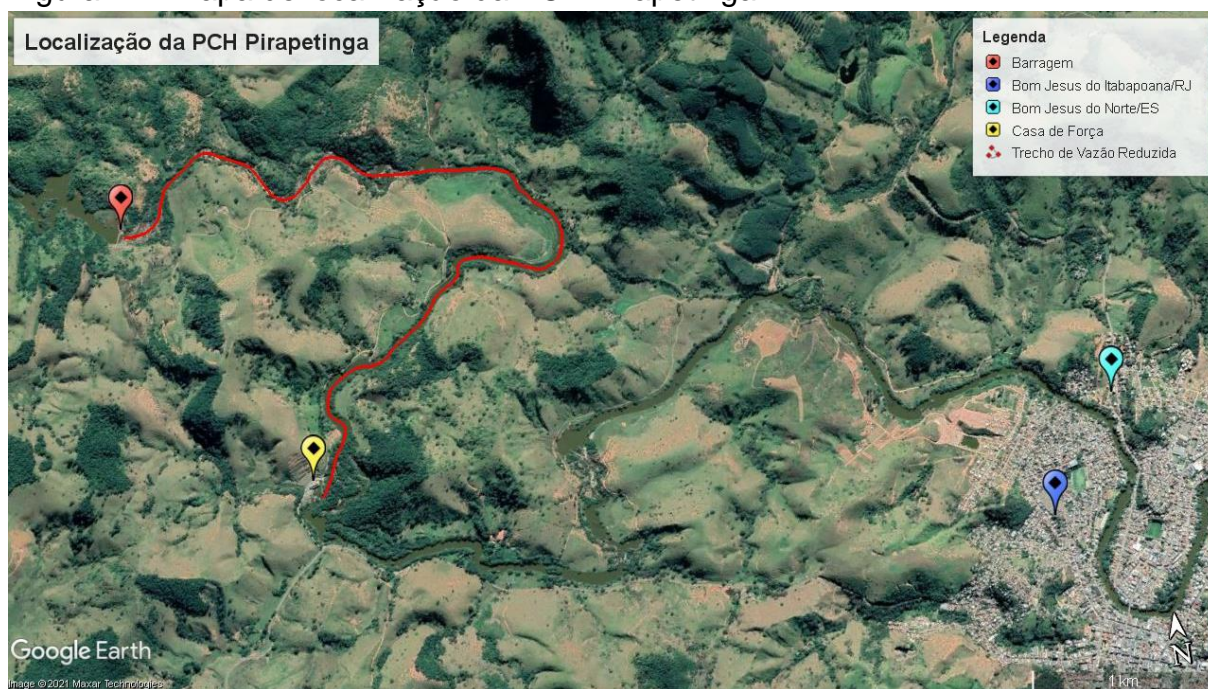 Localização da PCH Pirapetinga
Legenda
Barragem
Bom Jesus do Itabapoana/RJ
Bom Jesus do Norte/ES
Casa de Força
Trecho de Vazão Reduzida
Google Earth
Image © 2021 Maxar Technologies
N
1 km